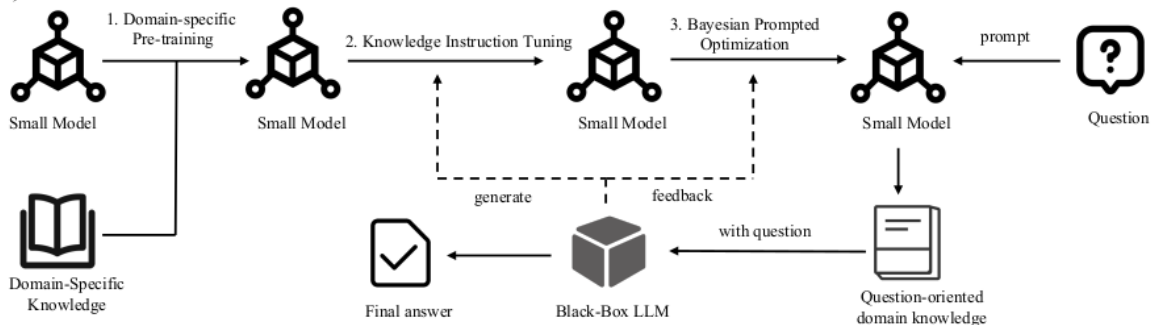 1. Domain-specific
Pre-training
2. Knowledge Instruction Tuning
3. Bayesian Prompted
Optimization
prompt
Small Model
Small Model
Small Model
Small Model
Question
generate
feedback
with question
Domain-Specific
Knowledge
Final answer
Black-Box LLM
Question-oriented
domain knowledge